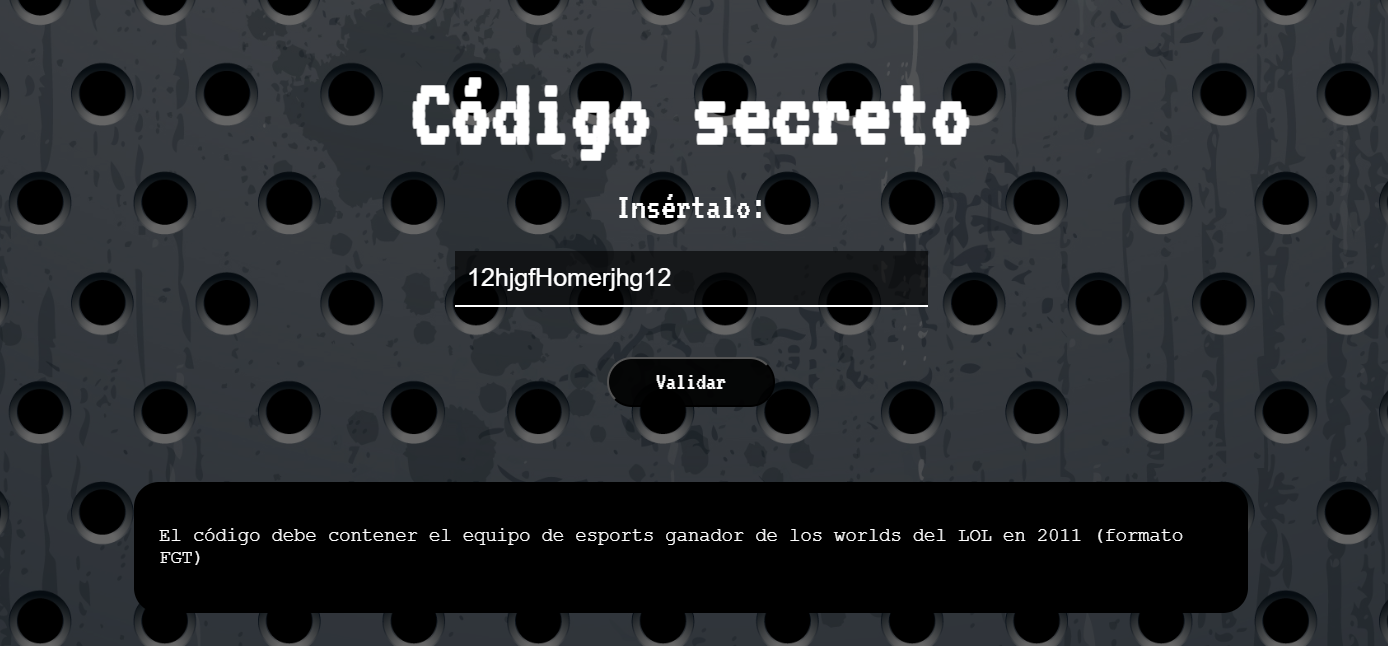 Código secreto
Insértalo:
12hjgfHomerjhg12
Validar
El código debe contener el equipo de esports ganador de los worlds del LOL en 2011 (formato
FGT)